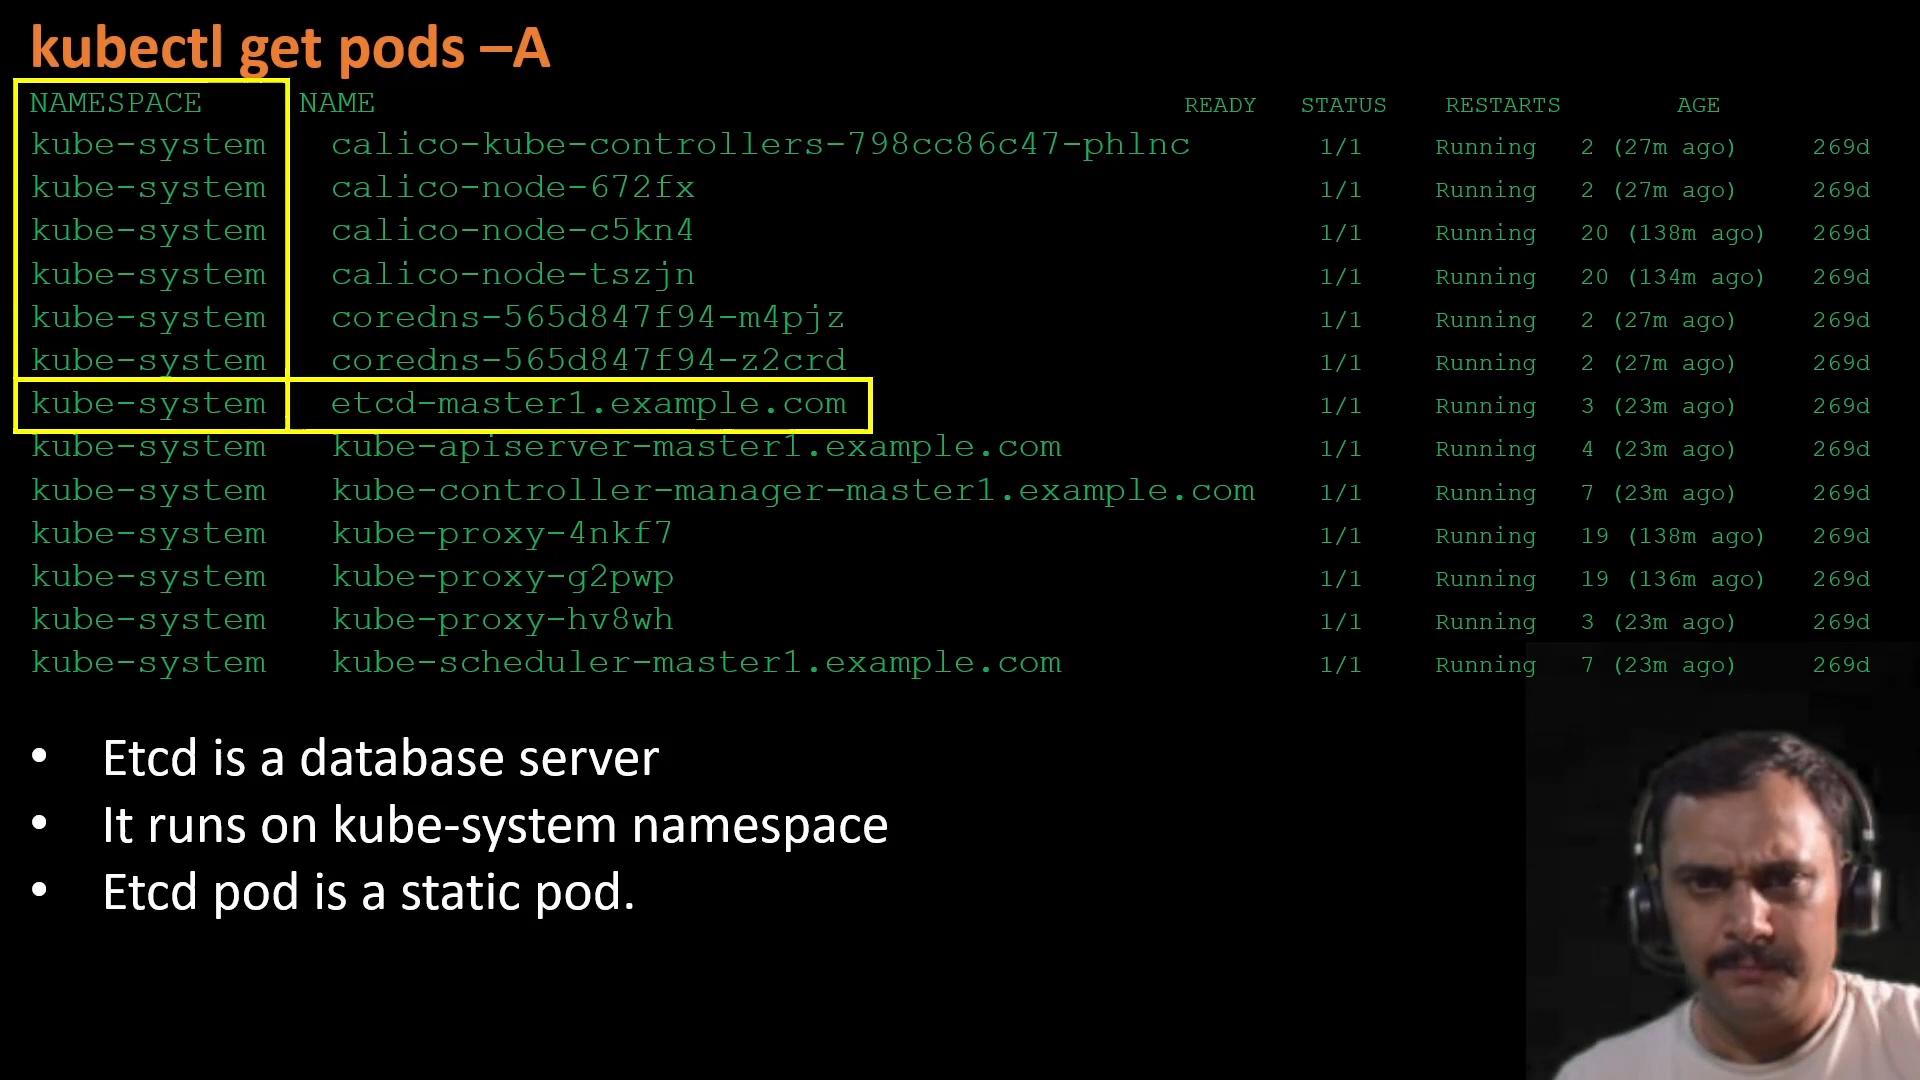 kubectl get pods –A
NAMESPACE NAME READY STATUS RESTARTS AGE
kube-system calico-kube-controllers-798cc86c47-phlnc 1/1 Running 2 (27m ago) 269d
kube-system calico-node-672fx 1/1 Running 2 (27m ago) 269d
kube-system calico-node-c5kn4 1/1 Running 20 (138m ago) 269d
kube-system calico-node-tszjn 1/1 Running 20 (134m ago) 269d
kube-system coredns-565d847f94-m4pjz 1/1 Running 2 (27m ago) 269d
kube-system coredns-565d847f94-z2crd 1/1 Running 2 (27m ago) 269d
kube-system etcd-master1.example.com 1/1 Running 3 (23m ago) 269d
kube-system kube-apiserver-master1.example.com 1/1 Running 4 (23m ago) 269d
kube-system kube-controller-manager-master1.example.com 1/1 Running 7 (23m ago) 269d
kube-system kube-proxy-4nkf7 1/1 Running 19 (138m ago) 269d
kube-system kube-proxy-g2pwp 1/1 Running 19 (136m ago) 269d
kube-system kube-proxy-hv8wh 1/1 Running 3 (23m ago) 269d
kube-system kube-scheduler-master1.example.com 1/1 Running 7 (23m ago) 269d
• Etcd is a database server
• It runs on kube-system namespace
• Etcd pod is a static pod.